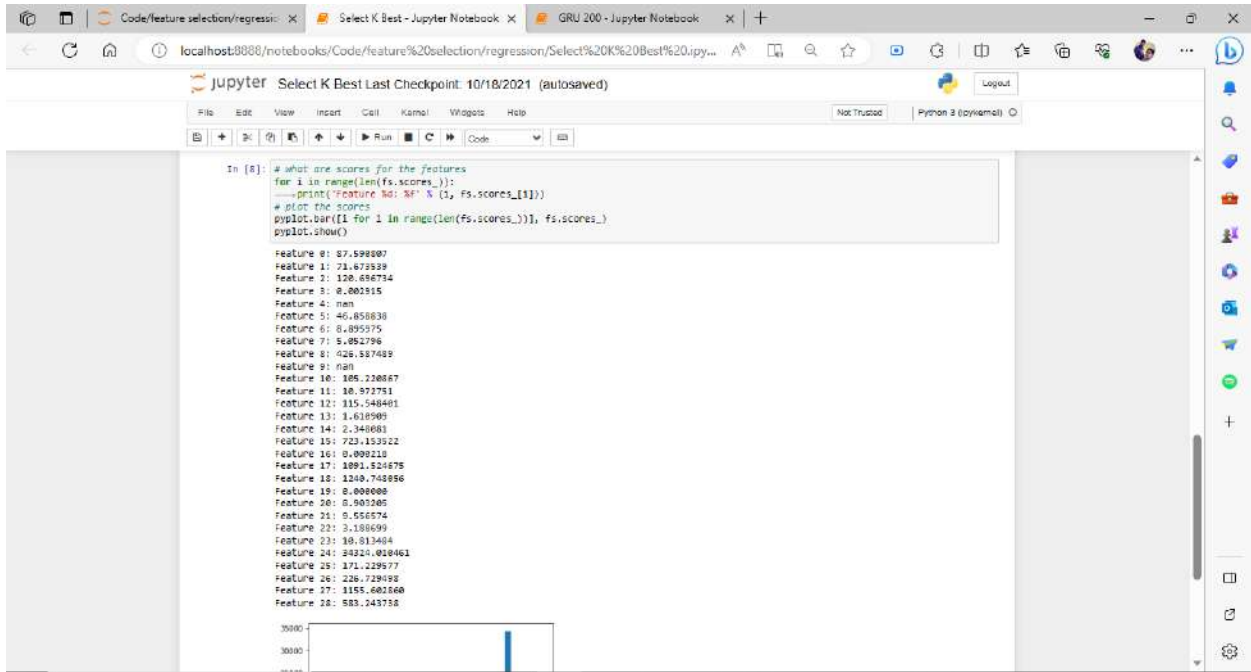 Code/feature selection/regressio
Select K Best - Jupyter Notebook
GRU 200 - Jupyter Notebook
localhost:8888/notebooks/Code/feature%20selection/regression/Select%20K%20Best%20.ipy...
jupyter Select K Best Last Checkpoint: 10/18/2021 (autosaved)
Logout
File Edit View Insert Cell Kernel Widgets Help
Not Trusted
Python 3 (ipykernel)
Run
Code
In [8]: # what are scores for the features
for i in range(len(fs.scores_)):
print('Feature %d: %f' % (i, fs.scores_[i]))
# plot the scores
pyplot.bar([i for i in range(len(fs.scores_))], fs.scores_)
pyplot.show()
Feature 0: 87.598807
Feature 1: 71.673539
Feature 2: 120.696734
Feature 3: 0.002915
Feature 4: nan
Feature 5: 46.858838
Feature 6: 8.895975
Feature 7: 5.052796
Feature 8: 426.587489
Feature 9: nan
Feature 10: 105.220867
Feature 11: 10.972751
Feature 12: 115.548401
Feature 13: 1.610909
Feature 14: 2.348081
Feature 15: 723.153522
Feature 16: 0.000218
Feature 17: 1091.524675
Feature 18: 1240.748056
Feature 19: 0.000000
Feature 20: 8.903205
Feature 21: 9.556574
Feature 22: 3.188699
Feature 23: 10.813484
Feature 24: 34324.010461
Feature 25: 171.229577
Feature 26: 226.729498
Feature 27: 1155.602860
Feature 28: 583.243738
35000
30000